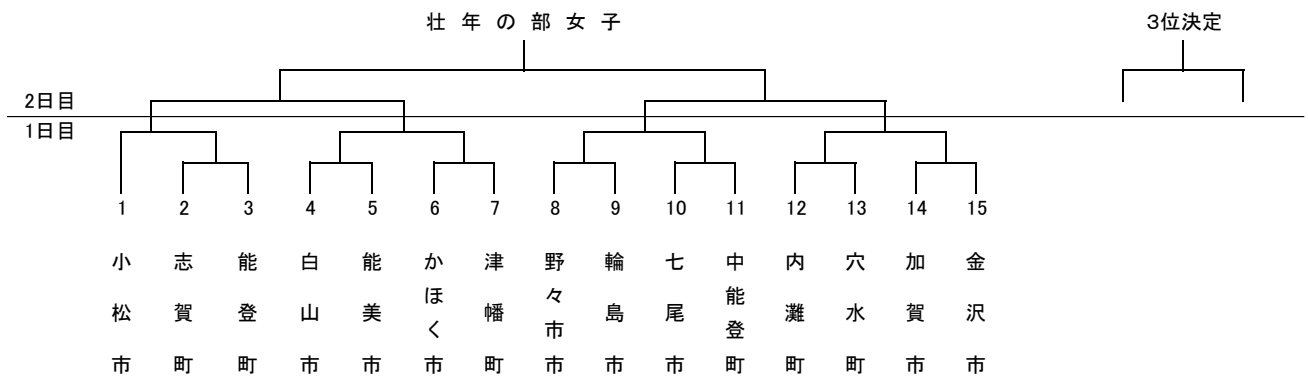 壮年の部女子
3位決定
2日目
1日目
1 2 3 4 5 6 7 8 9 10 11 12 13 14 15
小松市
志賀町
能登町
白山市
能美市
かほく市
津幡町
野々市市
輪島市
七尾市
中能登町
内灘町
穴水町
加賀市
金沢市